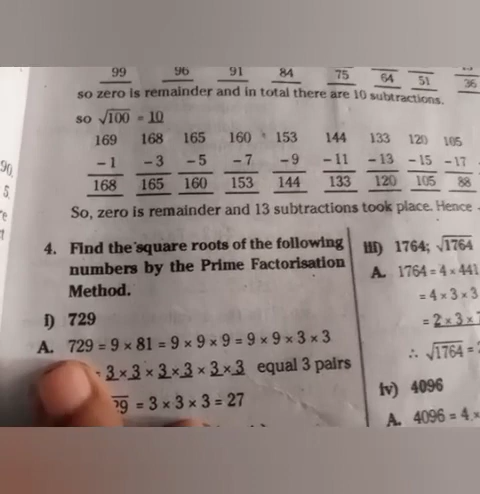 99 96 91 84 75 64 51 36
so zero is remainder and in total there are 10 subtractions.
so √100 = 10
169 168 165 160 153 144 133 120 105
– 1 – 3 – 5 – 7 – 9 – 11 – 13 – 15 – 17
168 165 160 153 144 133 120 105 88
So, zero is remainder and 13 subtractions took place. Hence
4. Find the square roots of the following
numbers by the Prime Factorisation
Method.
i) 729
A. 729 = 9 × 81 = 9 × 9 × 9 = 9 × 9 × 3 × 3
3 × 3 × 3 × 3 × 3 × 3 equal 3 pairs
= 3 × 3 × 3 = 27
iii) 1764; √1764
A. 1764 = 4 × 441
= 4 × 3 × 3
= 2 × 3 ×
∴ √1764 =
iv) 4096
A. 4096 = 4 ×
90
5